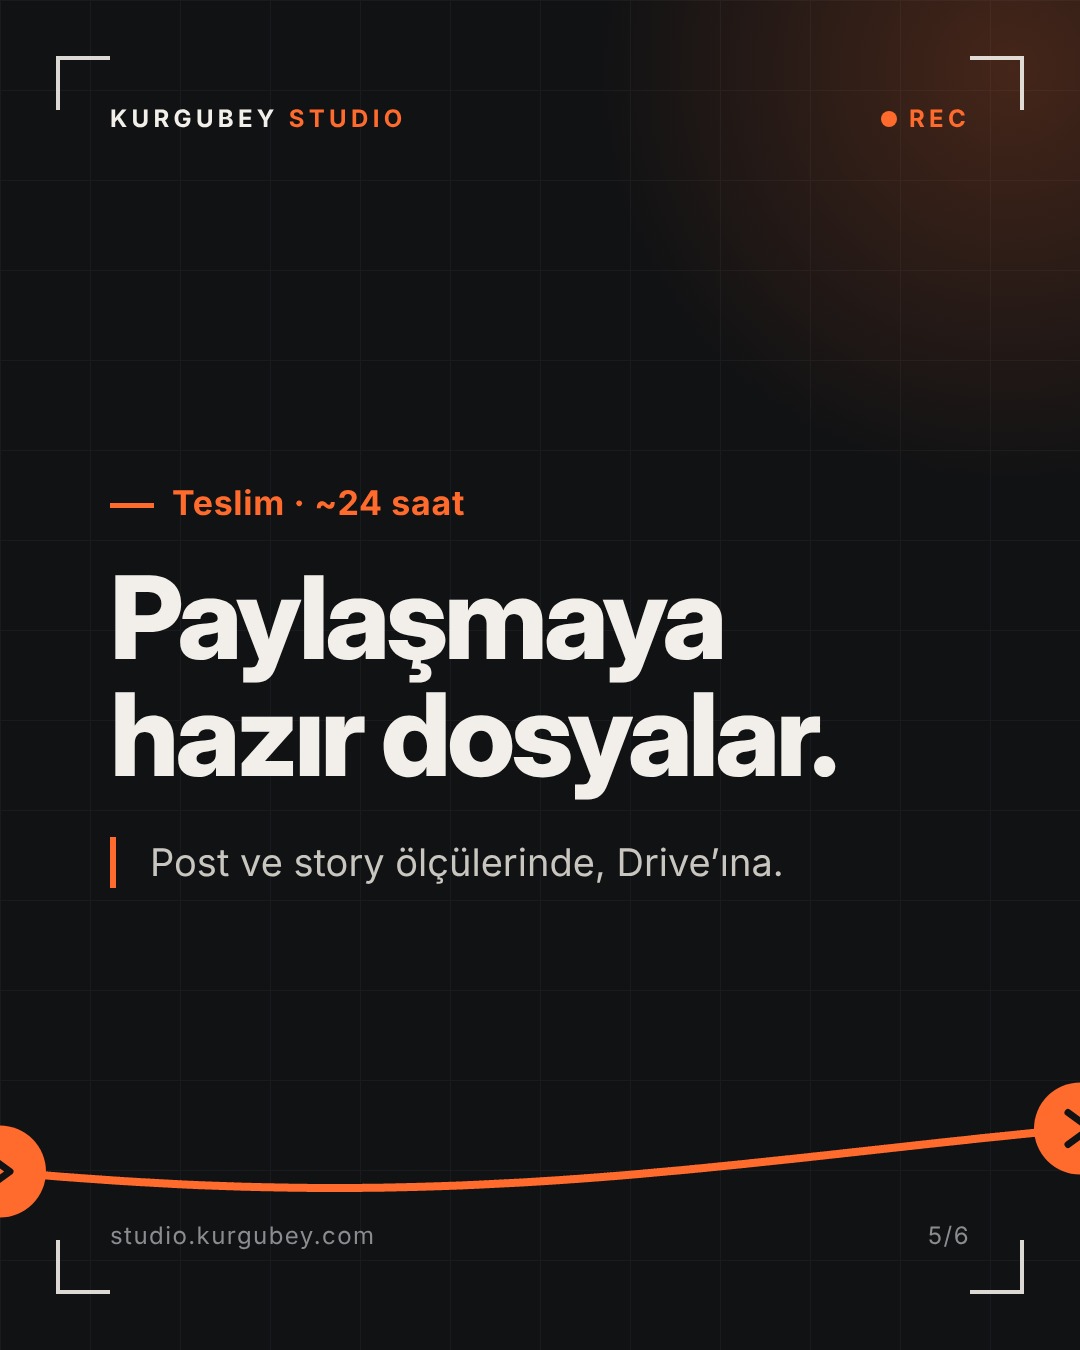 KURGUBEY STUDIO
REC
— Teslim · ~24 saat
Paylaşmaya
hazır dosyalar.
Post ve story ölçülerinde, Drive’ına.
studio.kurgubey.com
5/6